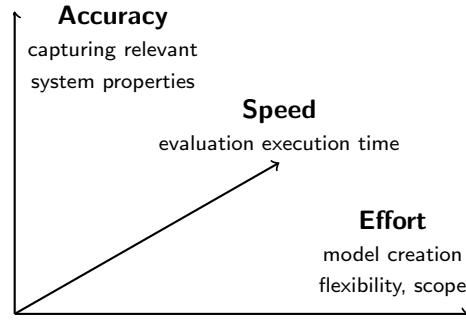 Accuracy
capturing relevant
system properties
Speed
evaluation execution time
Effort
model creation
flexibility, scope